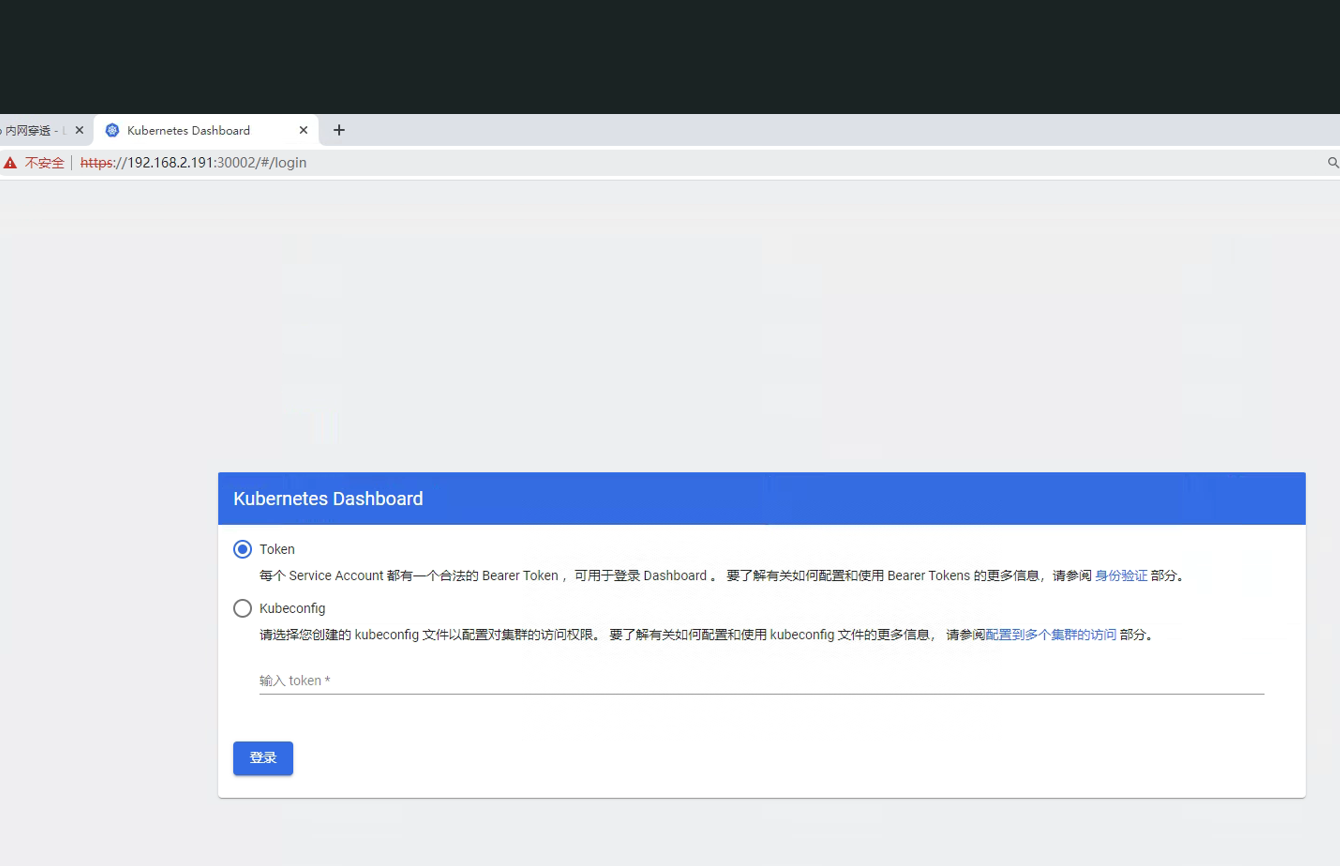 内网穿透 -
Kubernetes Dashboard
不安全
https://192.168.2.191:30002/#/login
Kubernetes Dashboard
Token
每个 Service Account 都有一个合法的 Bearer Token ，可用于登录 Dashboard 。 要了解有关如何配置和使用 Bearer Tokens 的更多信息，请参阅 身份验证 部分。
Kubeconfig
请选择您创建的 kubeconfig 文件以配置对集群的访问权限。 要了解有关如何配置和使用 kubeconfig 文件的更多信息， 请参阅配置到多个集群的访问 部分。
输入 token *
登录